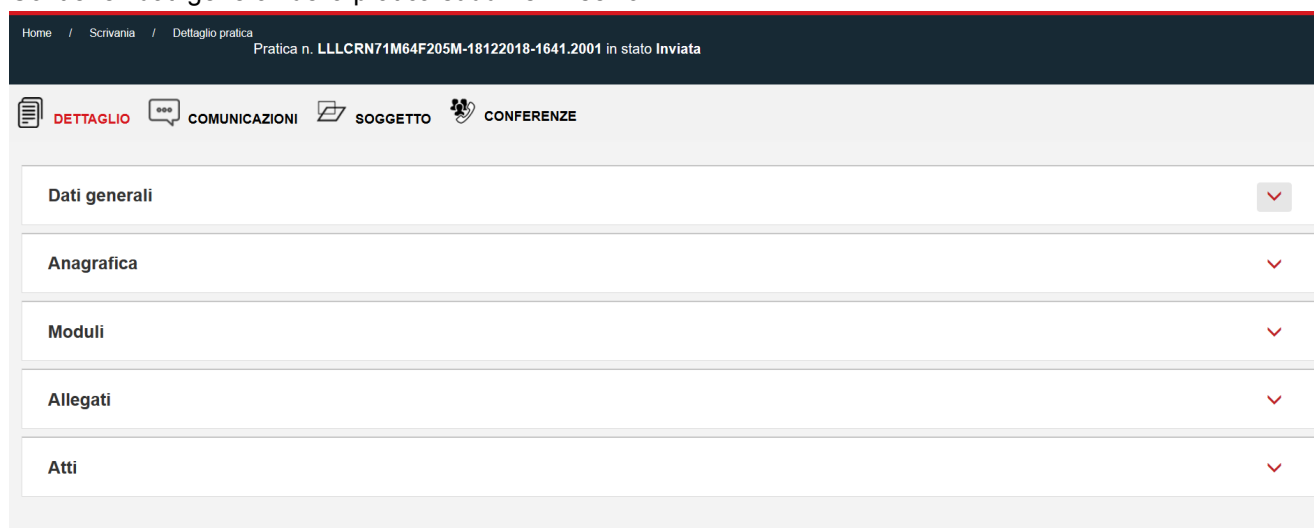 Home / Scrivania / Dettaglio pratica
Pratica n. LLLCRN71M64F205M-18122018-1641.2001 in stato Inviata
DETTAGLIO COMUNICAZIONI SOGGETTO CONFERENZE
Dati generali
Anagrafica
Moduli
Allegati
Atti